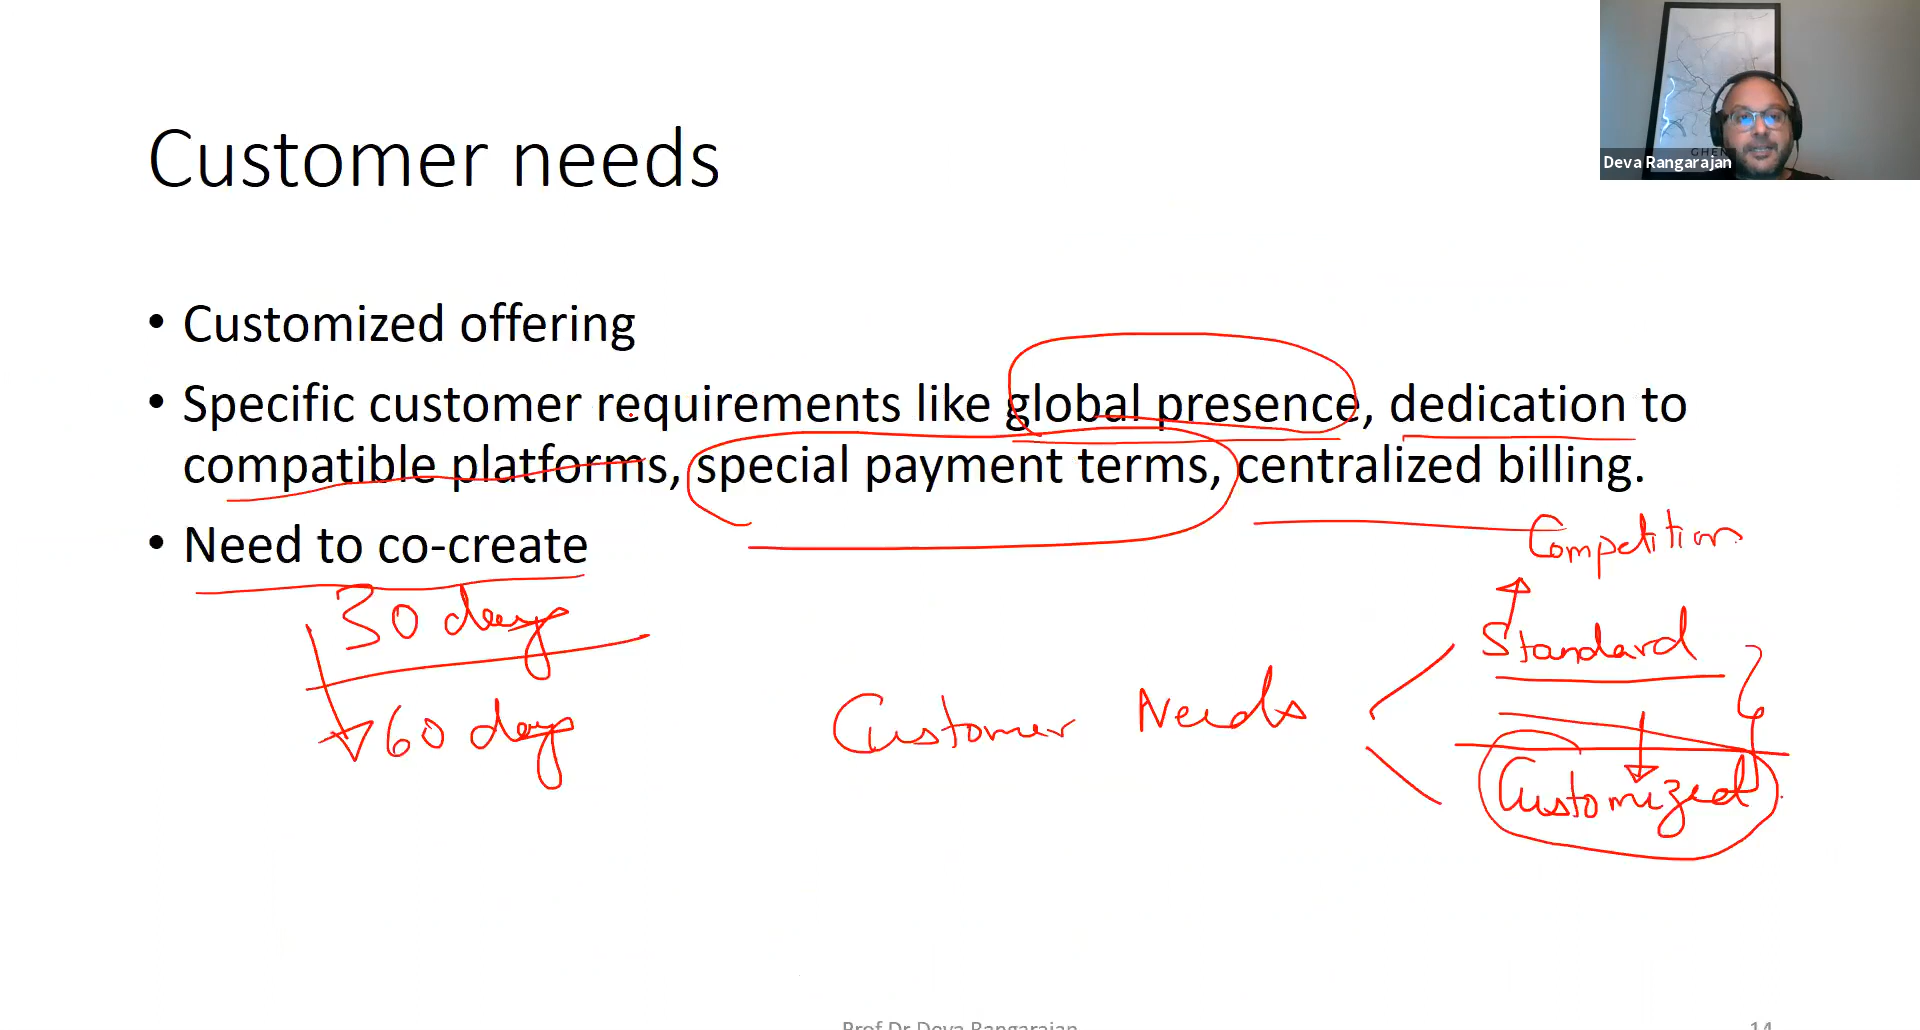 Deva Rangarajan
Customer needs
• Customized offering
• Specific customer requirements like global presence, dedication to
compatible platforms, special payment terms, centralized billing.
• Need to co-create
Competition
30 days
Standard
Customer Needs
60 days
Customized
Prof Dr Deva Rangarajan
14